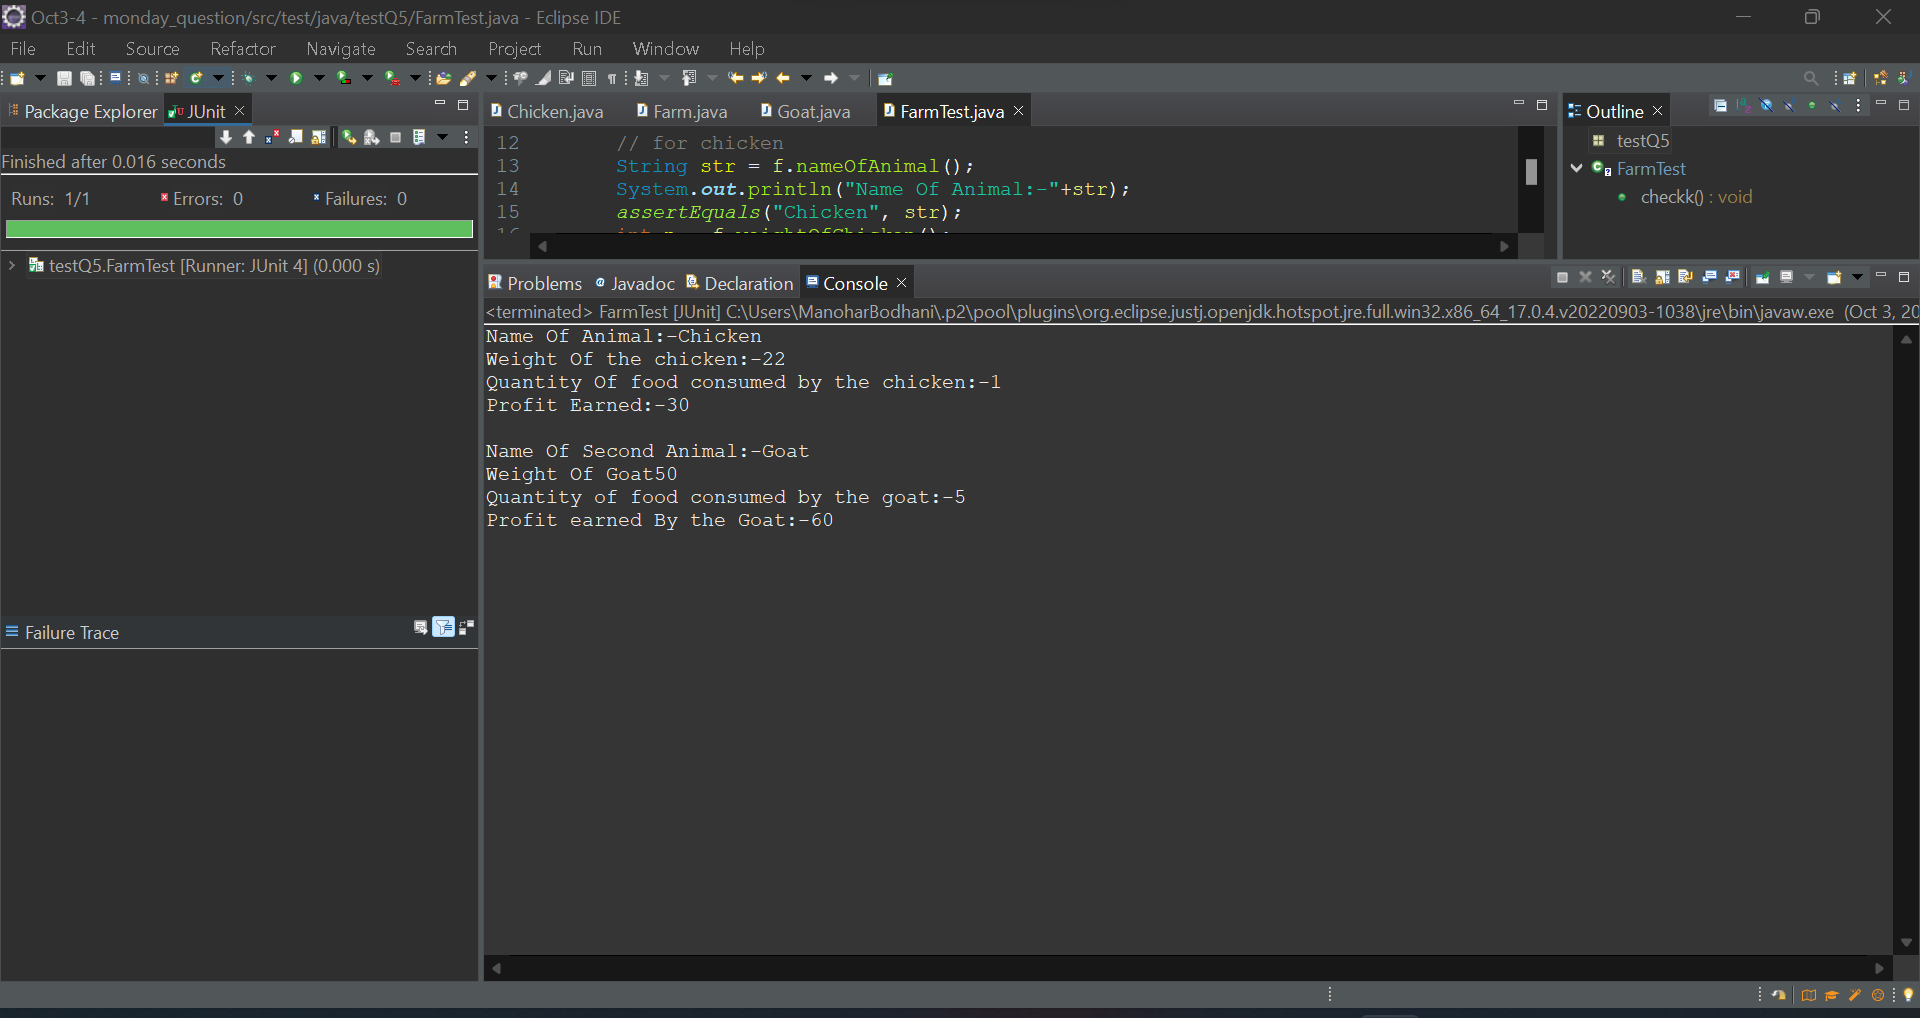 Oct3-4 - monday_question/src/test/java/testQ5/FarmTest.java - Eclipse IDE
File Edit Source Refactor Navigate Search Project Run Window Help
Package Explorer JUnit
Finished after 0.016 seconds
Runs: 1/1 Errors: 0 Failures: 0
testQ5.FarmTest [Runner: JUnit 4] (0.000 s)
Failure Trace
Chicken.java Farm.java Goat.java FarmTest.java
12 // for chicken
13 String str = f.nameOfAnimal();
14 System.out.println("Name Of Animal:-"+str);
15 assertEquals("Chicken", str);
Outline
testQ5
FarmTest
checkk() : void
Problems Javadoc Declaration Console
<terminated> FarmTest [JUnit] C:\Users\ManoharBodhani\.p2\pool\plugins\org.eclipse.justj.openjdk.hotspot.jre.full.win32.x86_64_17.0.4.v20220903-1038\jre\bin\javaw.exe (Oct 3, 20
Name Of Animal:-Chicken
Weight Of the chicken:-22
Quantity Of food consumed by the chicken:-1
Profit Earned:-30
Name Of Second Animal:-Goat
Weight Of Goat50
Quantity of food consumed by the goat:-5
Profit earned By the Goat:-60